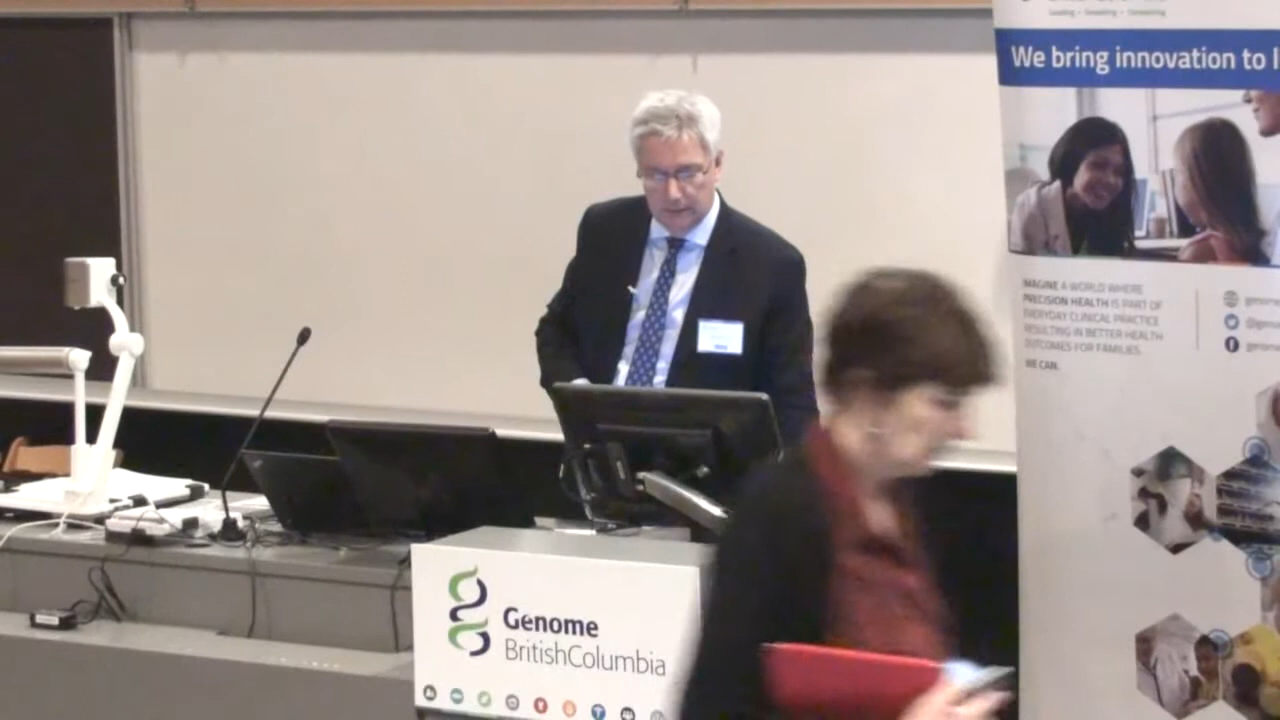 We bring innovation to
IMAGINE A WORLD WHERE
PRECISION HEALTH IS PART OF
EVERYDAY CLINICAL PRACTICE
RESULTING IN BETTER HEALTH
OUTCOMES FOR FAMILIES.
WE CAN.
Genome
BritishColumbia